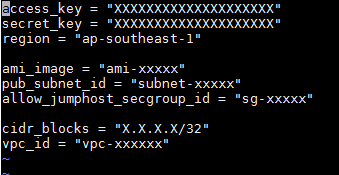 access_key = "XXXXXXXXXXXXXXXXXXXX"
secret_key = "XXXXXXXXXXXXXXXXXXXX"
region = "ap-southeast-1"

ami_image = "ami-xxxxx"
pub_subnet_id = "subnet-xxxxx"
allow_jumphost_secgroup_id = "sg-xxxxx"

cidr_blocks = "X.X.X.X/32"
vpc_id = "vpc-xxxxxx"
~
~